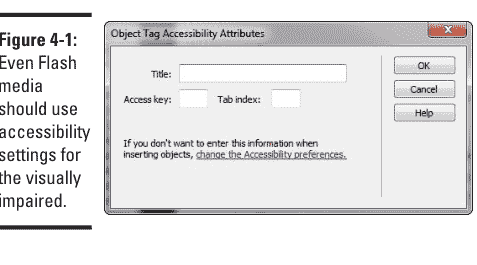 Figure 4-1:
Even Flash
media
should use
accessibility
settings for
the visually
impaired.
Object Tag Accessibility Attributes
Title:
Access key: Tab index:
If you don't want to enter this information when
inserting objects, change the Accessibility preferences.
OK
Cancel
Help